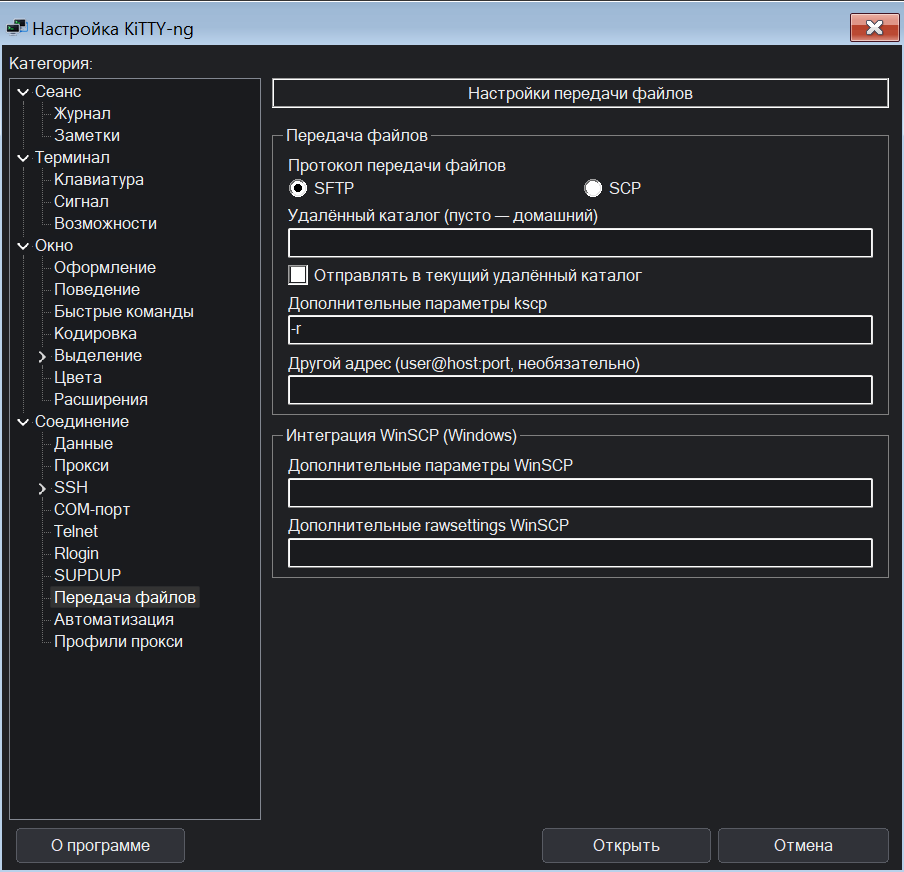 Настройка KiTTY-ng
Категория:
Сеанс
Журнал
Заметки
Терминал
Клавиатура
Сигнал
Возможности
Окно
Оформление
Поведение
Быстрые команды
Кодировка
Выделение
Цвета
Расширения
Соединение
Данные
Прокси
SSH
COM-порт
Telnet
Rlogin
SUPDUP
Передача файлов
Автоматизация
Профили прокси
Настройки передачи файлов
Передача файлов
Протокол передачи файлов
SFTP SCP
Удалённый каталог (пусто — домашний)
Отправлять в текущий удалённый каталог
Дополнительные параметры kscp
-r
Другой адрес (user@host:port, необязательно)
Интеграция WinSCP (Windows)
Дополнительные параметры WinSCP
Дополнительные rawsettings WinSCP
О программе Открыть Отмена